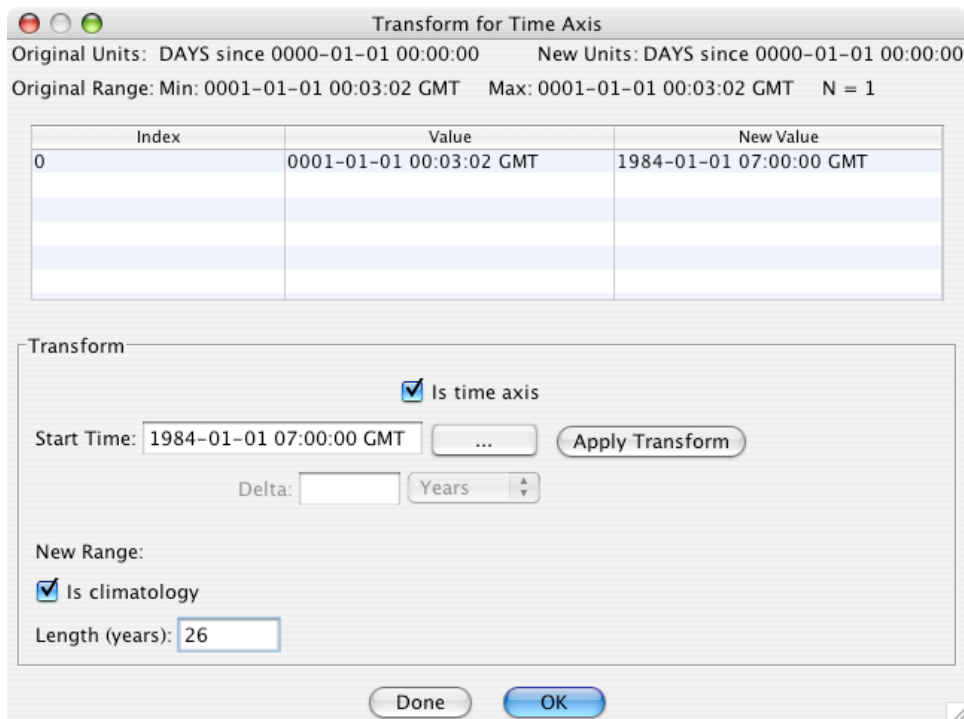 Transform for Time Axis
Original Units: DAYS since 0000-01-01 00:00:00 New Units: DAYS since 0000-01-01 00:00:00
Original Range: Min: 0001-01-01 00:03:02 GMT Max: 0001-01-01 00:03:02 GMT N = 1
Index Value New Value
0 0001-01-01 00:03:02 GMT 1984-01-01 07:00:00 GMT
Transform
Is time axis
Start Time: 1984-01-01 07:00:00 GMT ... Apply Transform
Delta: Years
New Range:
Is climatology
Length (years): 26
Done OK